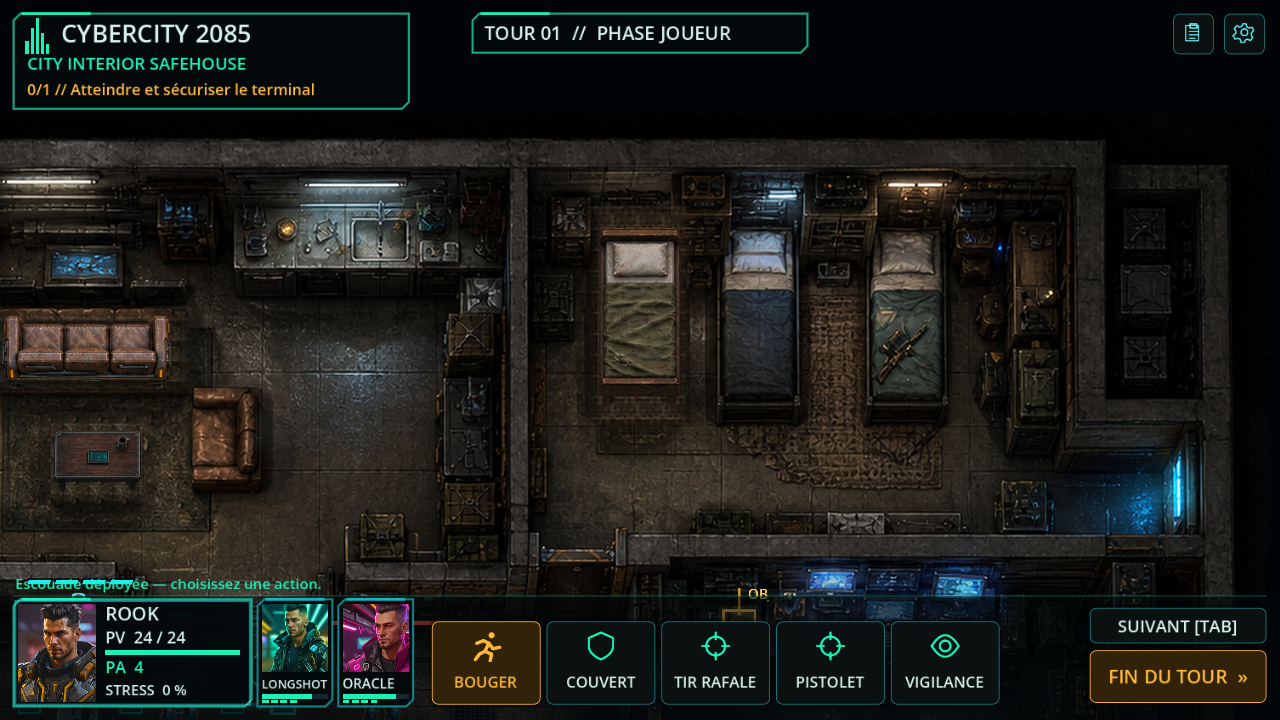 CYBERCITY 2085
CITY INTERIOR SAFEHOUSE
0/1 // Atteindre et sécuriser le terminal
TOUR 01 // PHASE JOUEUR
Escouade déployée — choisissez une action.
OB
ROOK
PV 24 / 24
PA 4
STRESS 0 %
LONGSHOT
ORACLE
BOUGER
COUVERT
TIR RAFALE
PISTOLET
VIGILANCE
SUIVANT [TAB]
FIN DU TOUR »